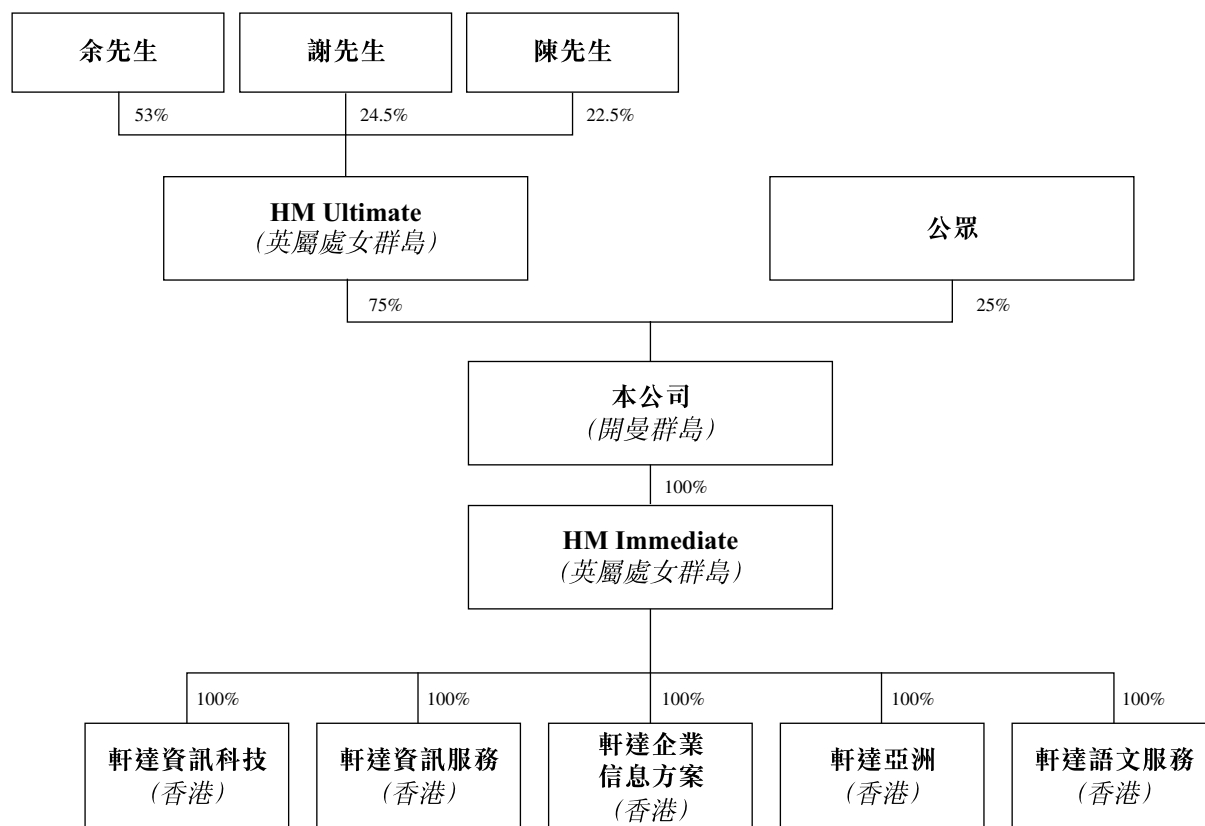 余先生
謝先生
陳先生
53%
24.5%
22.5%
HM Ultimate
(英屬處女群島)
公眾
75%
25%
本公司
(開曼群島)
100%
HM Immediate
(英屬處女群島)
100%
100%
100%
100%
100%
軒達資訊科技
(香港)
軒達資訊服務
(香港)
軒達企業
信息方案
(香港)
軒達亞洲
(香港)
軒達語文服務
(香港)